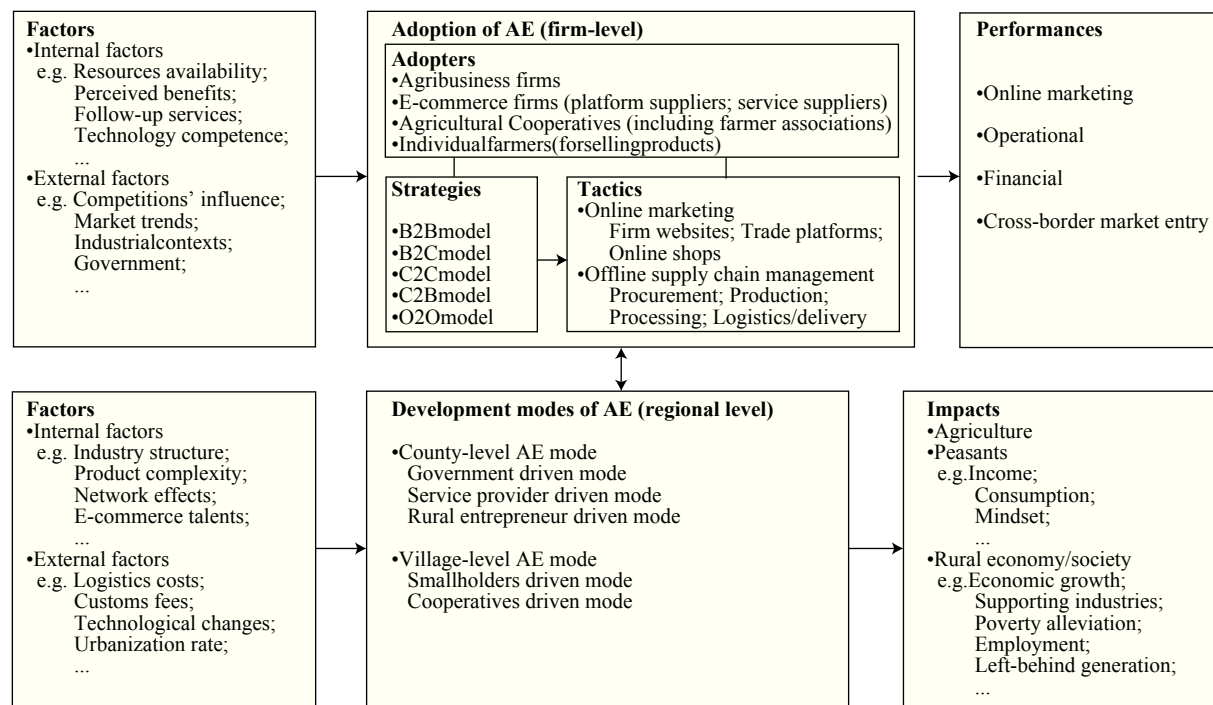 Factors
•Internal factors
e.g. Resources availability;
Perceived benefits;
Follow-up services;
Technology competence;
...
•External factors
e.g. Competitions’ influence;
Market trends;
Industrialcontexts;
Government;
...
Adoption of AE (firm-level)
Adopters
•Agribusiness firms
•E-commerce firms (platform suppliers; service suppliers)
•Agricultural Cooperatives (including farmer associations)
•Individualfarmers(forsellingproducts)
Strategies
•B2Bmodel
•B2Cmodel
•C2Cmodel
•C2Bmodel
•O2Omodel
Tactics
•Online marketing
Firm websites; Trade platforms;
Online shops
•Offline supply chain management
Procurement; Production;
Processing; Logistics/delivery
Performances
•Online marketing
•Operational
•Financial
•Cross-border market entry
Factors
•Internal factors
e.g. Industry structure;
Product complexity;
Network effects;
E-commerce talents;
...
•External factors
e.g. Logistics costs;
Customs fees;
Technological changes;
Urbanization rate;
...
Development modes of AE (regional level)
•County-level AE mode
Government driven mode
Service provider driven mode
Rural entrepreneur driven mode
•Village-level AE mode
Smallholders driven mode
Cooperatives driven mode
Impacts
•Agriculture
•Peasants
e.g.Income;
Consumption;
Mindset;
...
•Rural economy/society
e.g.Economic growth;
Supporting industries;
Poverty alleviation;
Employment;
Left-behind generation;
...